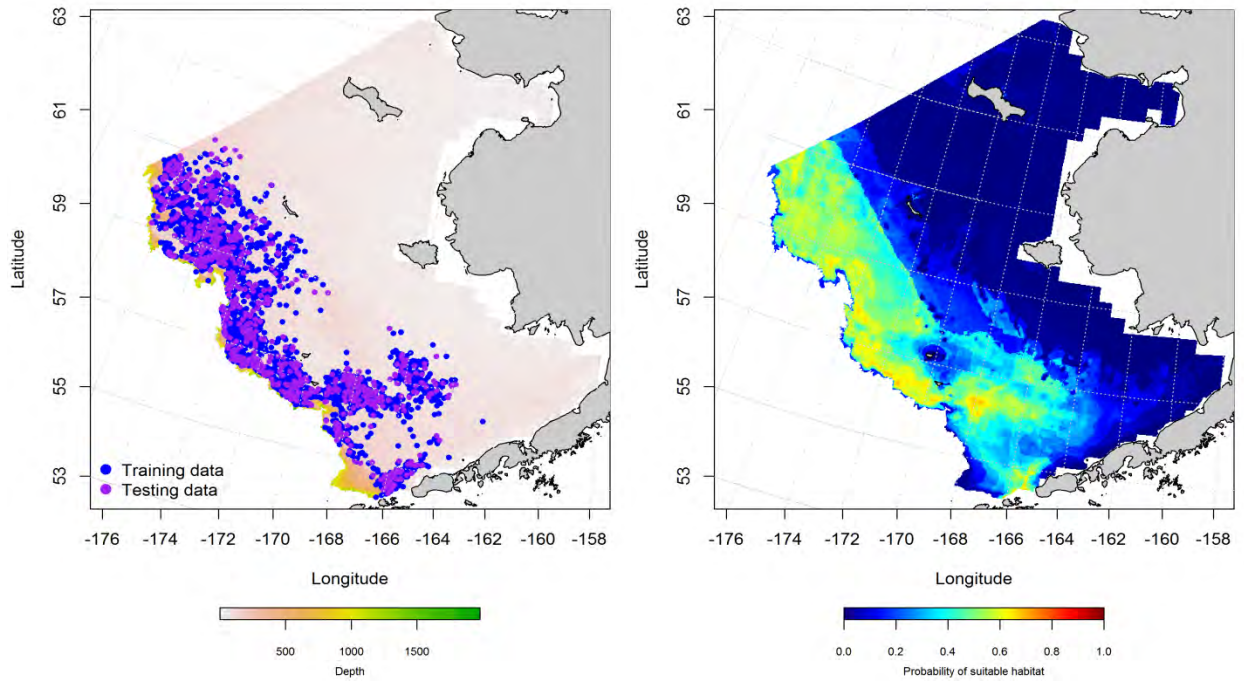 63
61
59
57
55
53
Latitude
Training data
Testing data
-176 -174 -172 -170 -168 -166 -164 -162 -160 -158
Longitude
500 1000 1500
Depth
63
61
59
57
55
53
Latitude
-176 -174 -172 -170 -168 -166 -164 -162 -160 -158
Longitude
0.0 0.2 0.4 0.6 0.8 1.0
Probability of suitable habitat